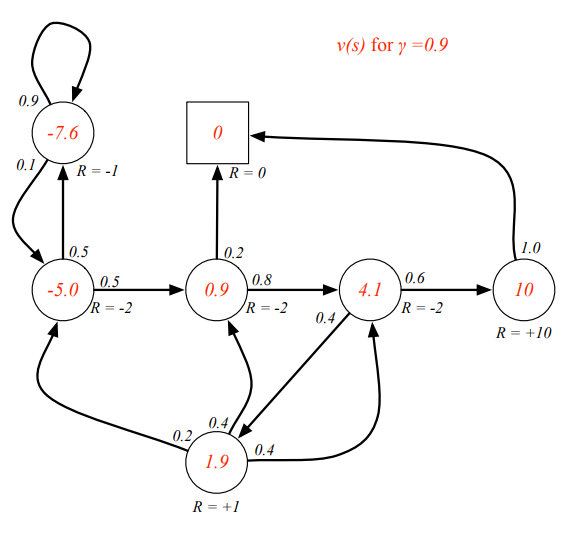 v(s) for γ =0.9
0.9
-7.6
0
0.1
R = -1
R = 0
0.5
0.2
1.0
-5.0
0.5
0.9
0.8
4.1
0.6
10
R = -2
R = -2
0.4
R = -2
R = +10
0.4
0.2
0.4
1.9
R = +1